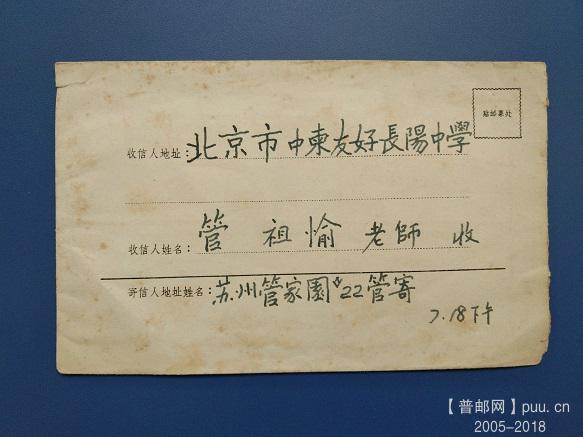 贴邮票处
收信人地址：北京市中柬友好長陽中學
收信人姓名：管祖愉老師收
寄信人地址姓名：苏州管家園22管寄
7.18下午
【普邮网】puu.cn
2005-2018